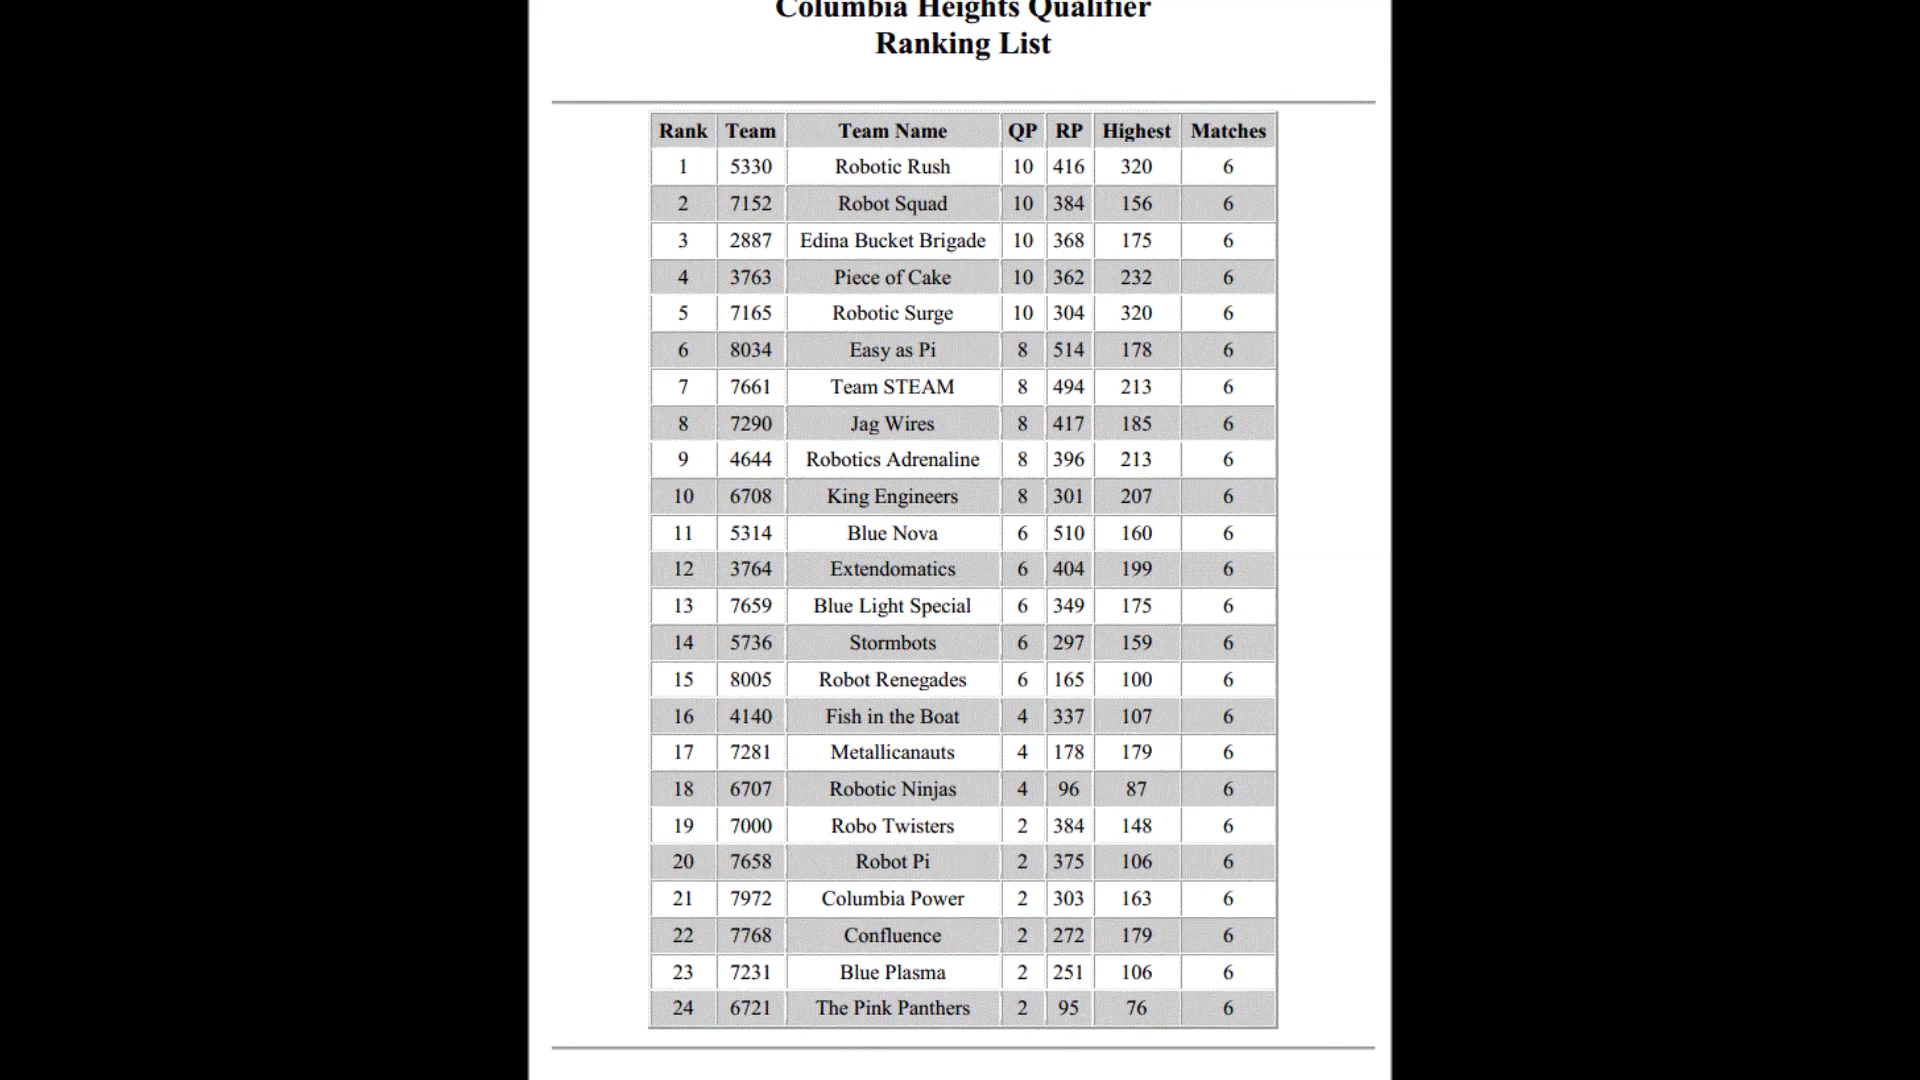 Columbia Heights Qualifier
Ranking List
Rank Team Team Name QP RP Highest Matches
1 5330 Robotic Rush 10 416 320 6
2 7152 Robot Squad 10 384 156 6
3 2887 Edina Bucket Brigade 10 368 175 6
4 3763 Piece of Cake 10 362 232 6
5 7165 Robotic Surge 10 304 320 6
6 8034 Easy as Pi 8 514 178 6
7 7661 Team STEAM 8 494 213 6
8 7290 Jag Wires 8 417 185 6
9 4644 Robotics Adrenaline 8 396 213 6
10 6708 King Engineers 8 301 207 6
11 5314 Blue Nova 6 510 160 6
12 3764 Extendomatics 6 404 199 6
13 7659 Blue Light Special 6 349 175 6
14 5736 Stormbots 6 297 159 6
15 8005 Robot Renegades 6 165 100 6
16 4140 Fish in the Boat 4 337 107 6
17 7281 Metallicanauts 4 178 179 6
18 6707 Robotic Ninjas 4 96 87 6
19 7000 Robo Twisters 2 384 148 6
20 7658 Robot Pi 2 375 106 6
21 7972 Columbia Power 2 303 163 6
22 7768 Confluence 2 272 179 6
23 7231 Blue Plasma 2 251 106 6
24 6721 The Pink Panthers 2 95 76 6